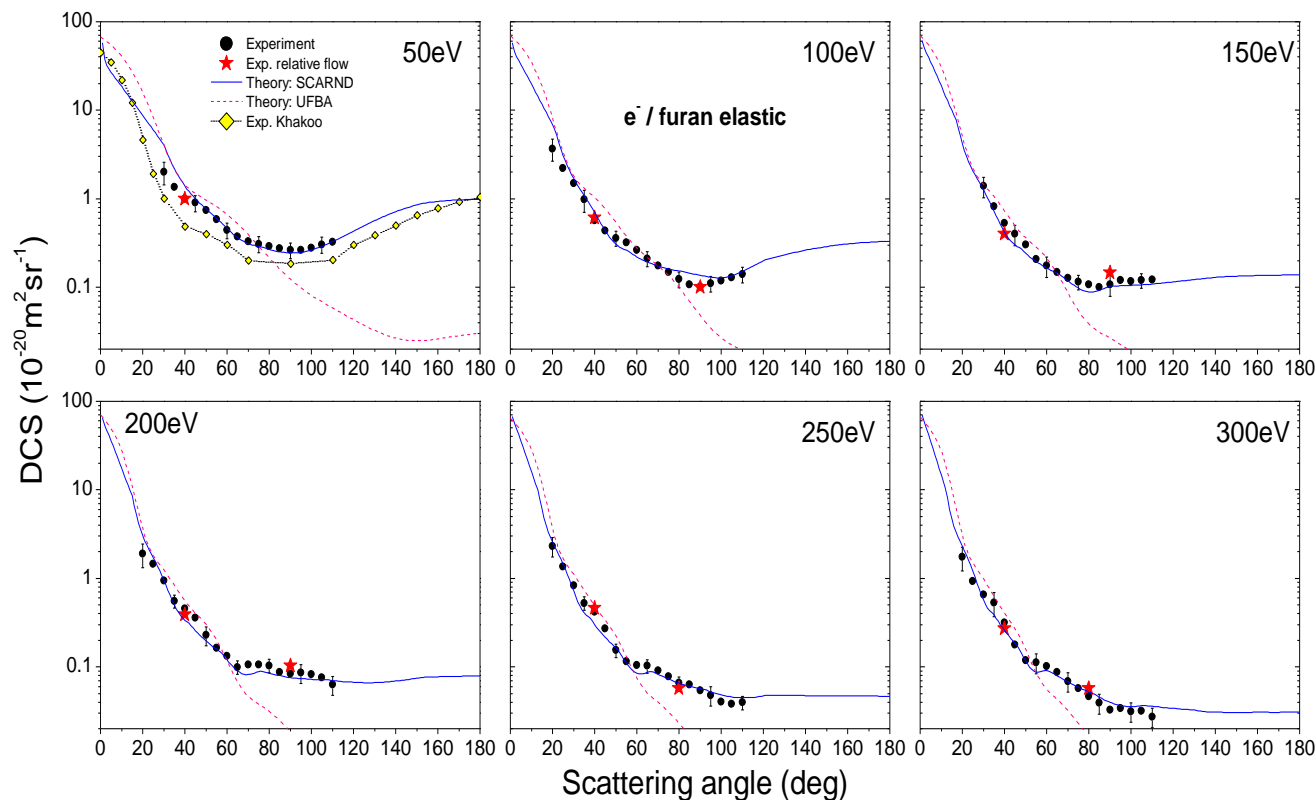 DCS (10⁻²⁰m²sr⁻¹)
100
10
1
0.1
0 20 40 60 80 100 120 140 160 180
50eV
Experiment
Exp. relative flow
Theory: SCARND
Theory: UFBA
Exp. Khakoo
0 20 40 60 80 100 120 140 160 180
100eV
e⁻ / furan elastic
0 20 40 60 80 100 120 140 160 180
150eV
100
10
1
0.1
0 20 40 60 80 100 120 140 160 180
200eV
0 20 40 60 80 100 120 140 160 180
250eV
0 20 40 60 80 100 120 140 160 180
300eV
Scattering angle (deg)